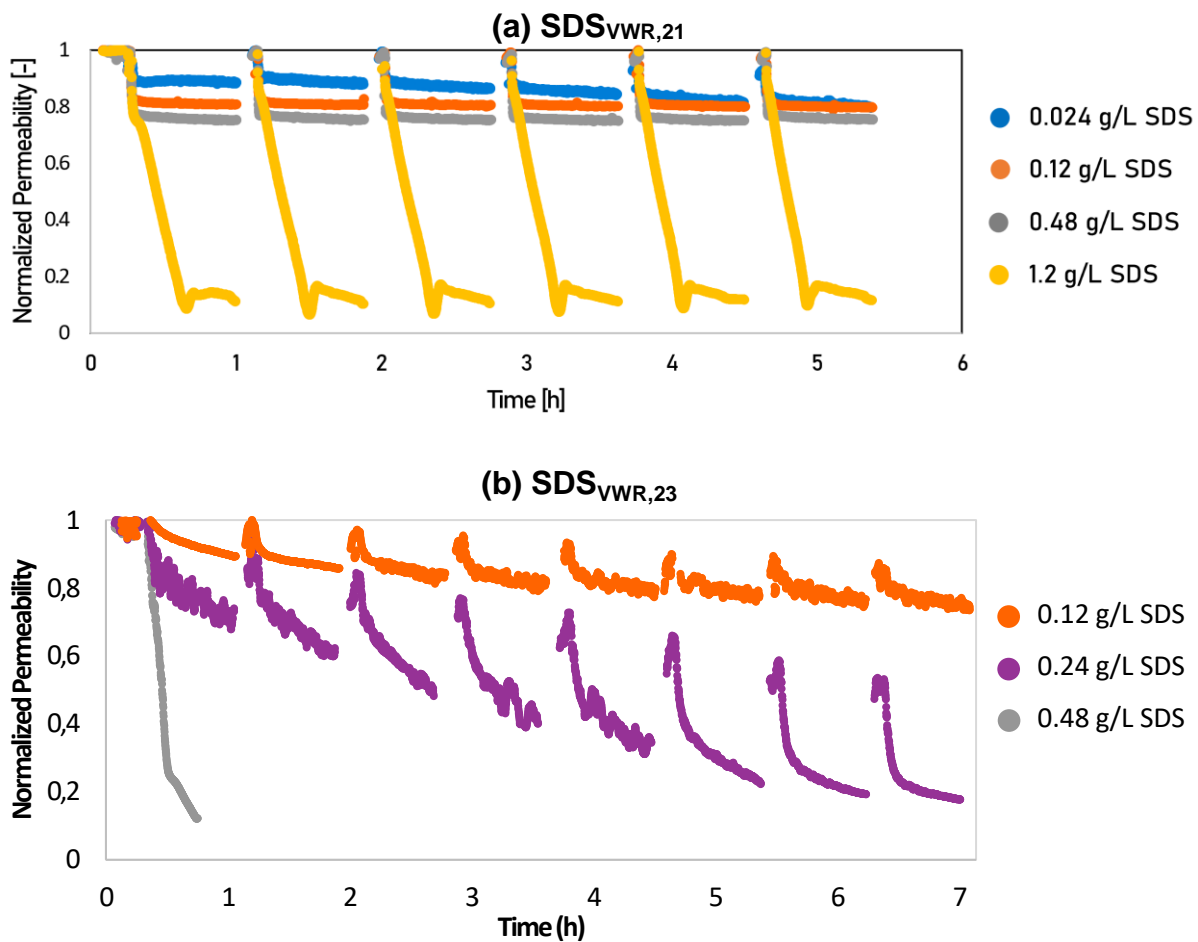 (a) SDSVWR,21
Normalized Permeability [-]
1
0.8
0.6
0.4
0.2
0
0 1 2 3 4 5 6
Time [h]
0.024 g/L SDS
0.12 g/L SDS
0.48 g/L SDS
1.2 g/L SDS
(b) SDSVWR,23
Normalized Permeability
1
0,8
0,6
0,4
0,2
0
0 1 2 3 4 5 6 7
Time (h)
0.12 g/L SDS
0.24 g/L SDS
0.48 g/L SDS